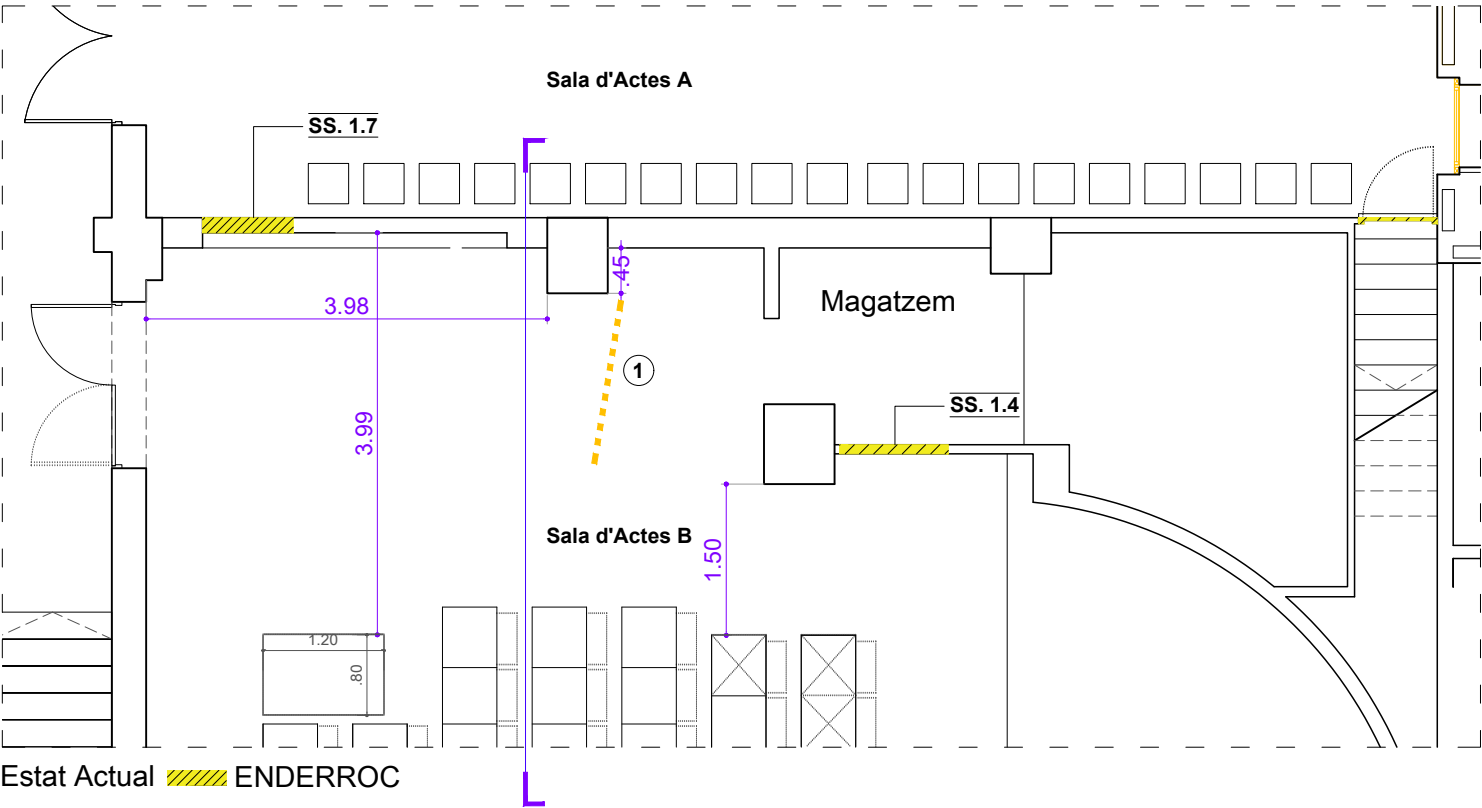 Sala d'Actes A
SS. 1.7
.45
Magatzem
3.98
1
3.99
SS. 1.4
Sala d'Actes B
1.50
1.20
.80
Estat Actual ENDERROC